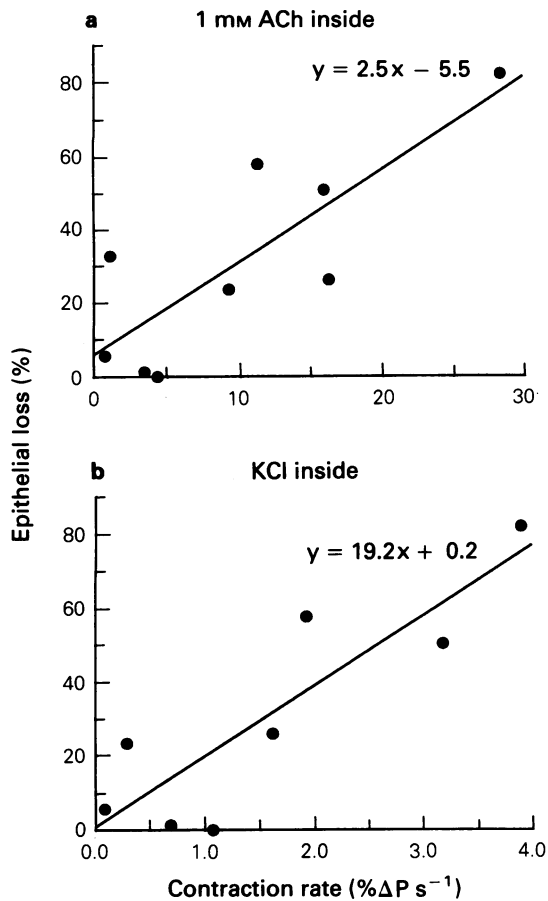 a 1 mM ACh inside
y = 2.5x − 5.5
80
60
40
20
0
0 10 20 30
Epithelial loss (%)
b KCl inside
y = 19.2x + 0.2
80
60
40
20
0
0.0 1.0 2.0 3.0 4.0
Contraction rate (%ΔP s⁻¹)